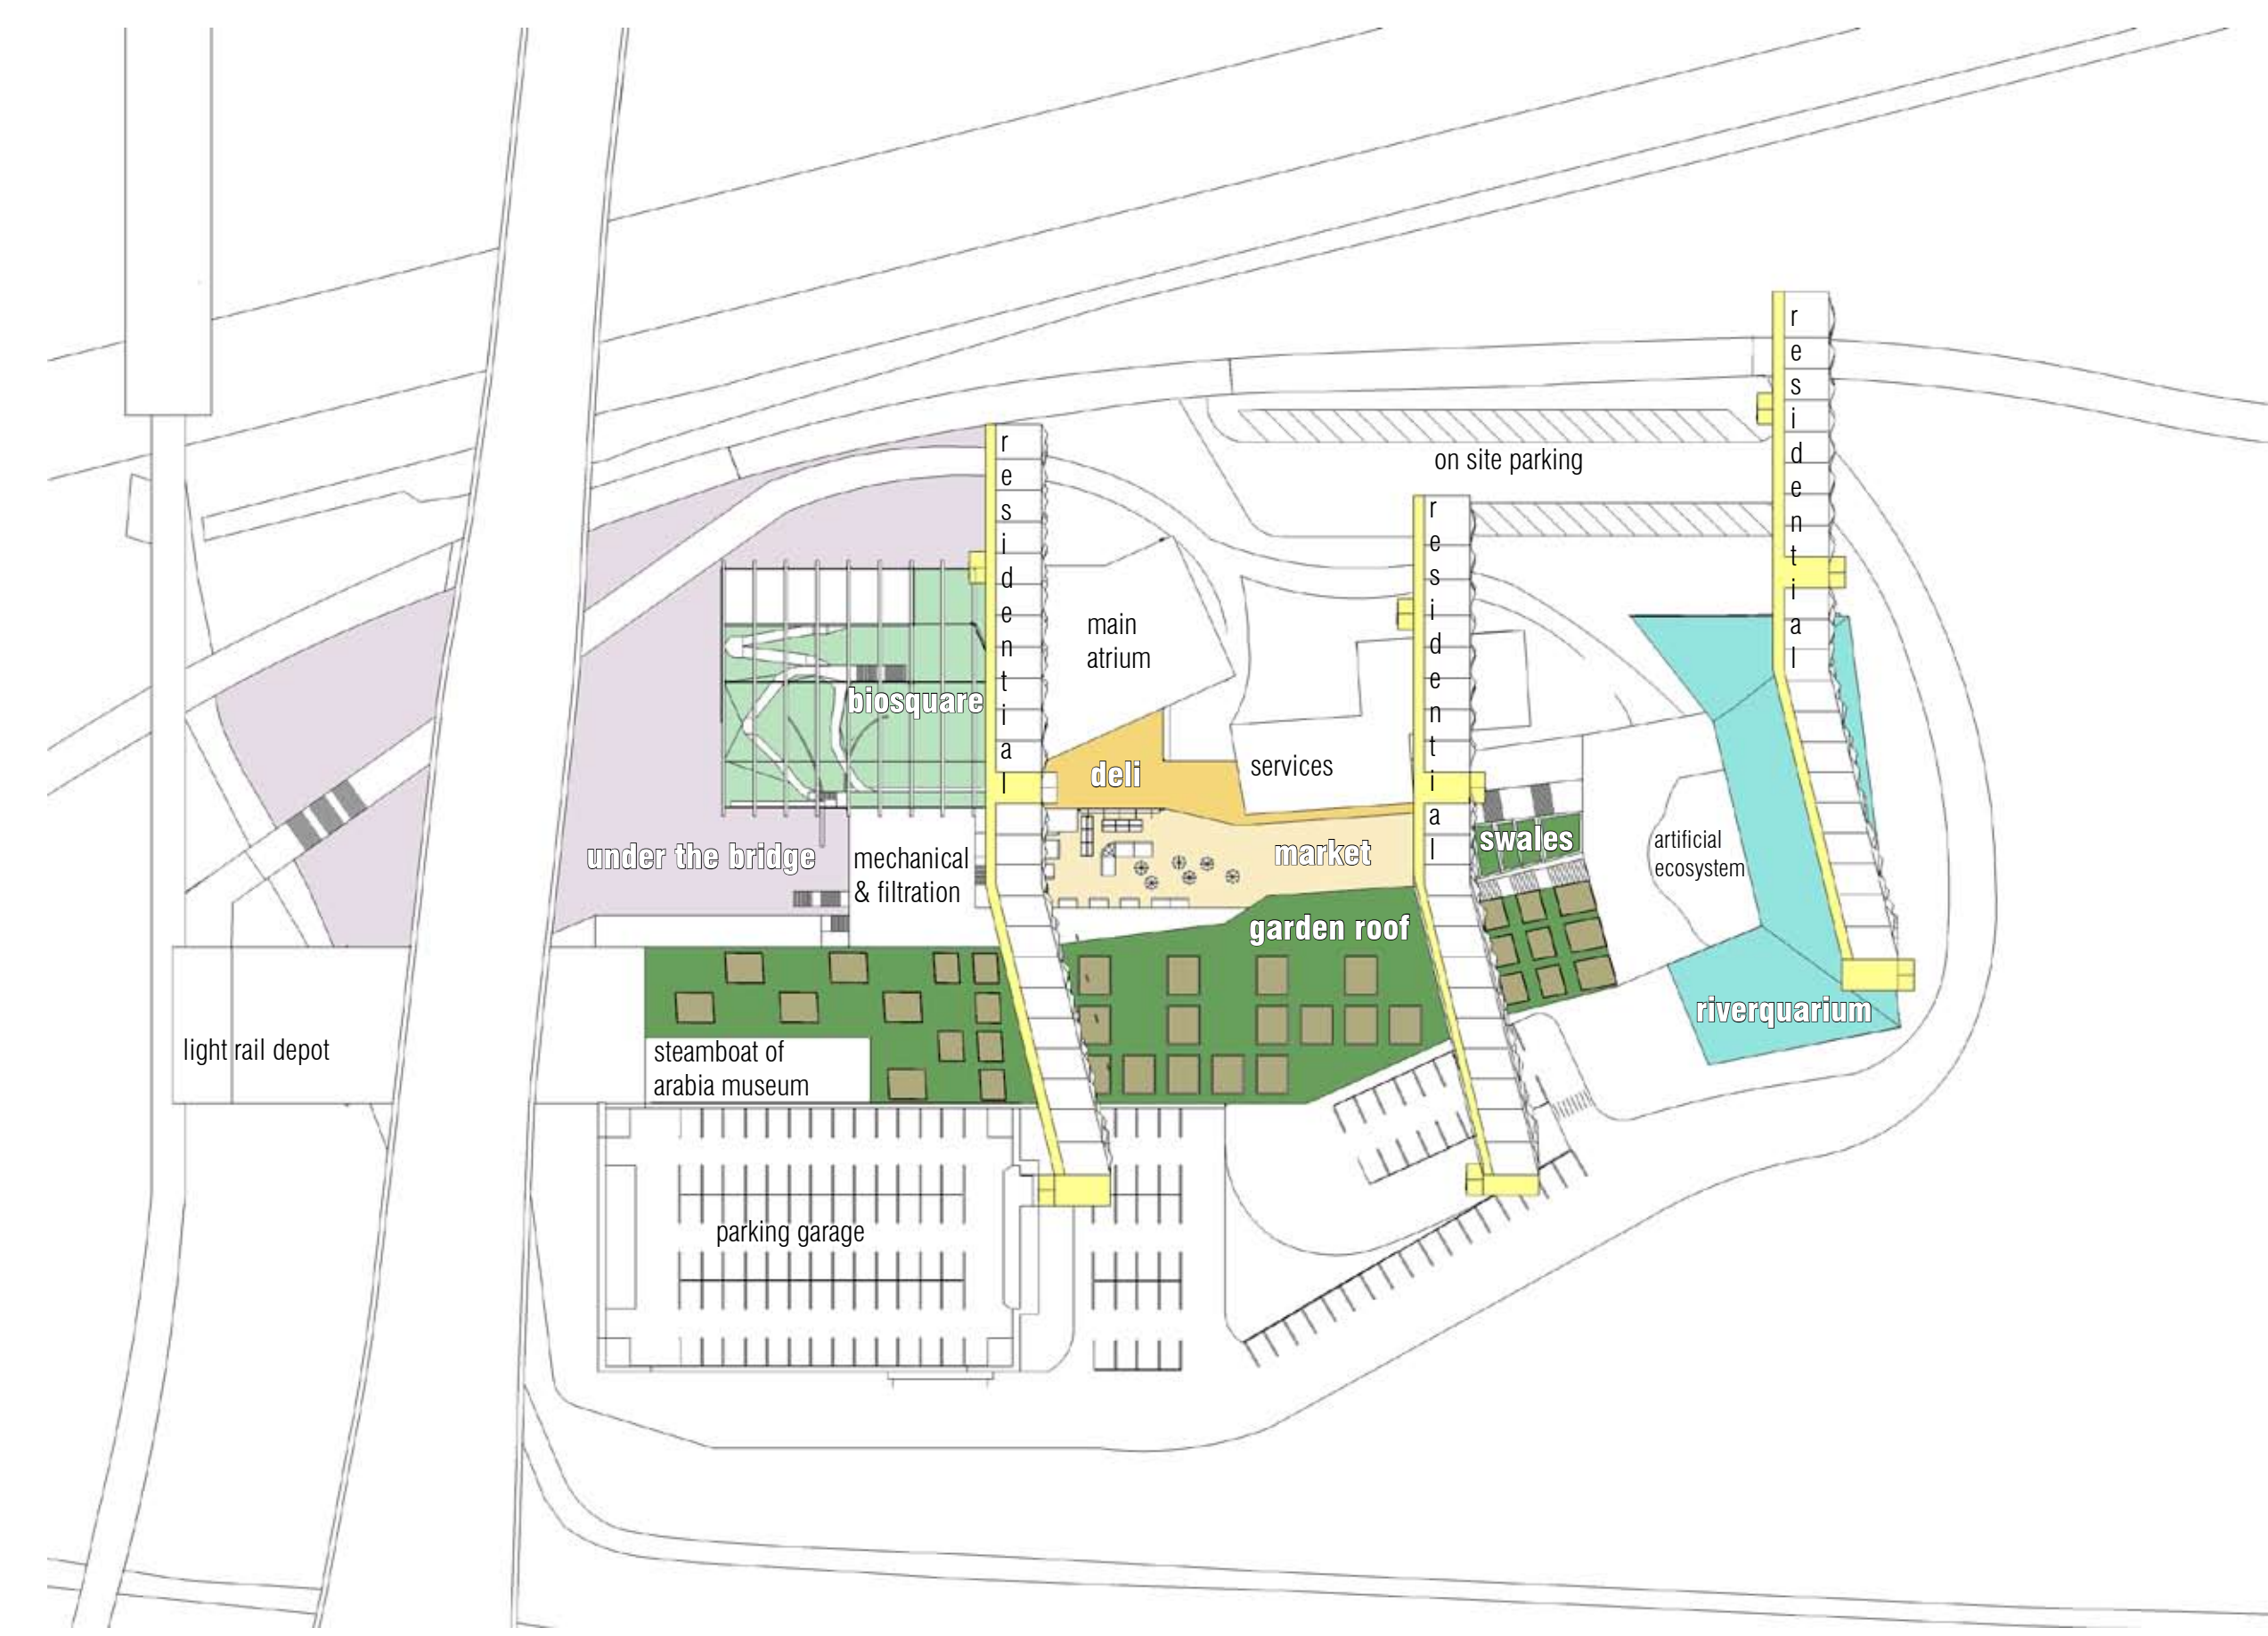 residential
on site parking
residential
residential
main
atrium
biosquare
deli
services
under the bridge
mechanical
& filtration
market
swales
artificial
ecosystem
garden roof
riverquarium
light rail depot
steamboat of
arabia museum
parking garage